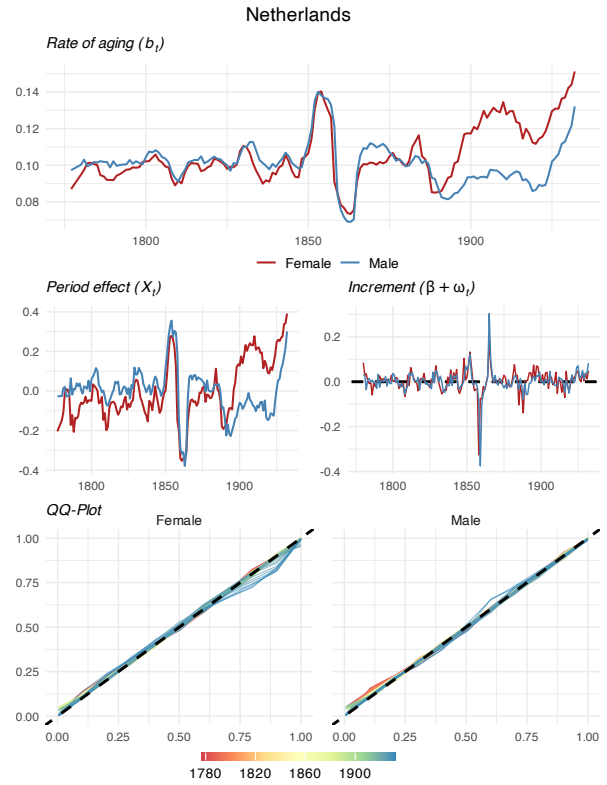 Netherlands
Rate of aging (bt)
0.14
0.12
0.10
0.08
1800 1850 1900
Female Male
Period effect (Xt) Increment (β + ωt)
0.4
0.2
0.0
-0.2
-0.4
1800 1850 1900
0.2
0.0
-0.2
-0.4
1800 1850 1900
QQ-Plot
Female Male
1.00
0.75
0.50
0.25
0.00
0.00 0.25 0.50 0.75 1.00 0.00 0.25 0.50 0.75 1.00
1780 1820 1860 1900